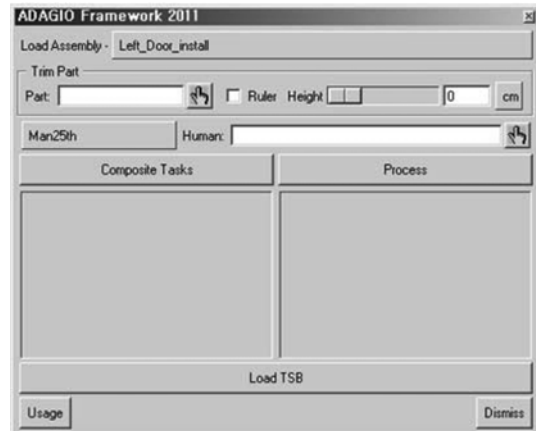 ADAGIO Framework 2011
Load Assembly - Left_Door_install
Trim Part
Part: Ruler Height 0 cm
Man25th Human:
Composite Tasks Process
Load TSB
Usage Dismiss